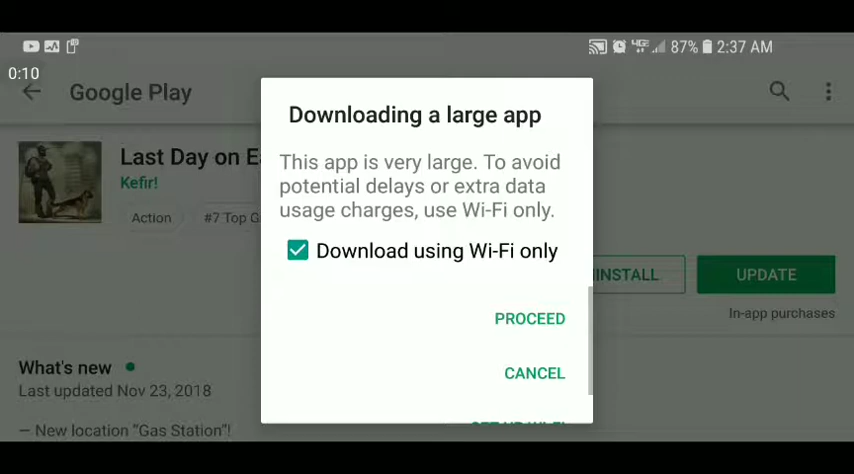 87% 2:37 AM
0:10
Google Play
Downloading a large app
This app is very large. To avoid
potential delays or extra data
usage charges, use Wi-Fi only.
Download using Wi-Fi only
PROCEED
CANCEL
Last Day on
Kefir!
Action #7 Top
UPDATE
In-app purchases
What's new
Last updated Nov 23, 2018
– New location “Gas Station”!